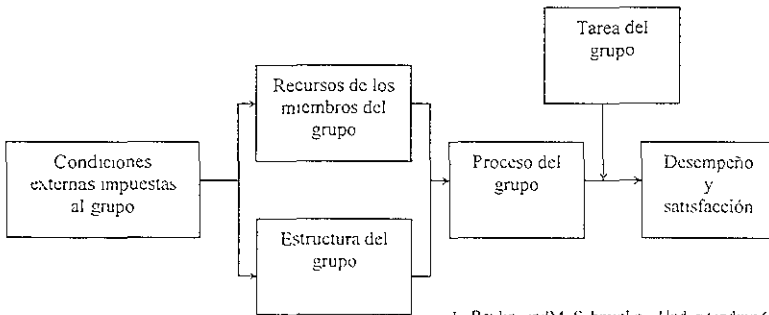 Tarea del
grupo
Recursos de los
miembros del
grupo
Condiciones
externas impuestas
al grupo
Proceso del
grupo
Desempeño
y
satisfacción
Estructura del
grupo